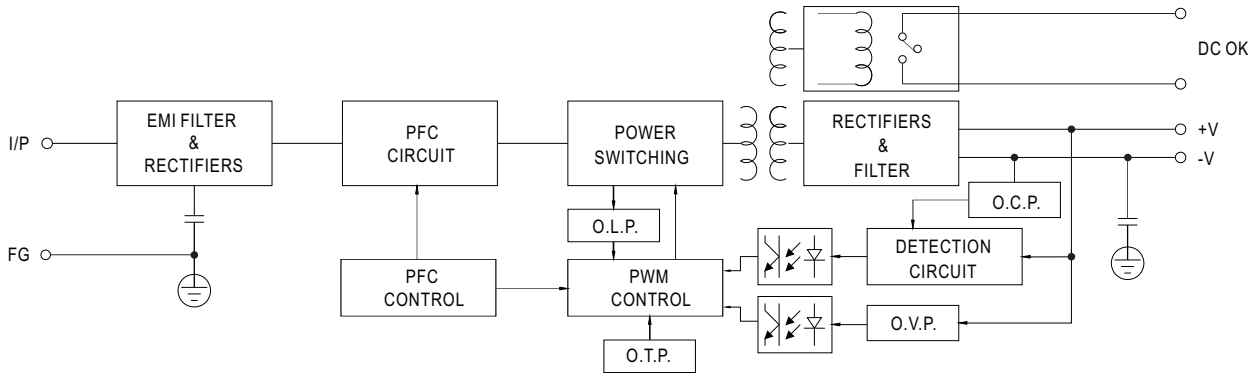 DC OK
I/P
EMI FILTER
&
RECTIFIERS
PFC
CIRCUIT
POWER
SWITCHING
RECTIFIERS
&
FILTER
+V
-V
O.C.P.
O.L.P.
FG
PFC
CONTROL
PWM
CONTROL
DETECTION
CIRCUIT
O.V.P.
O.T.P.